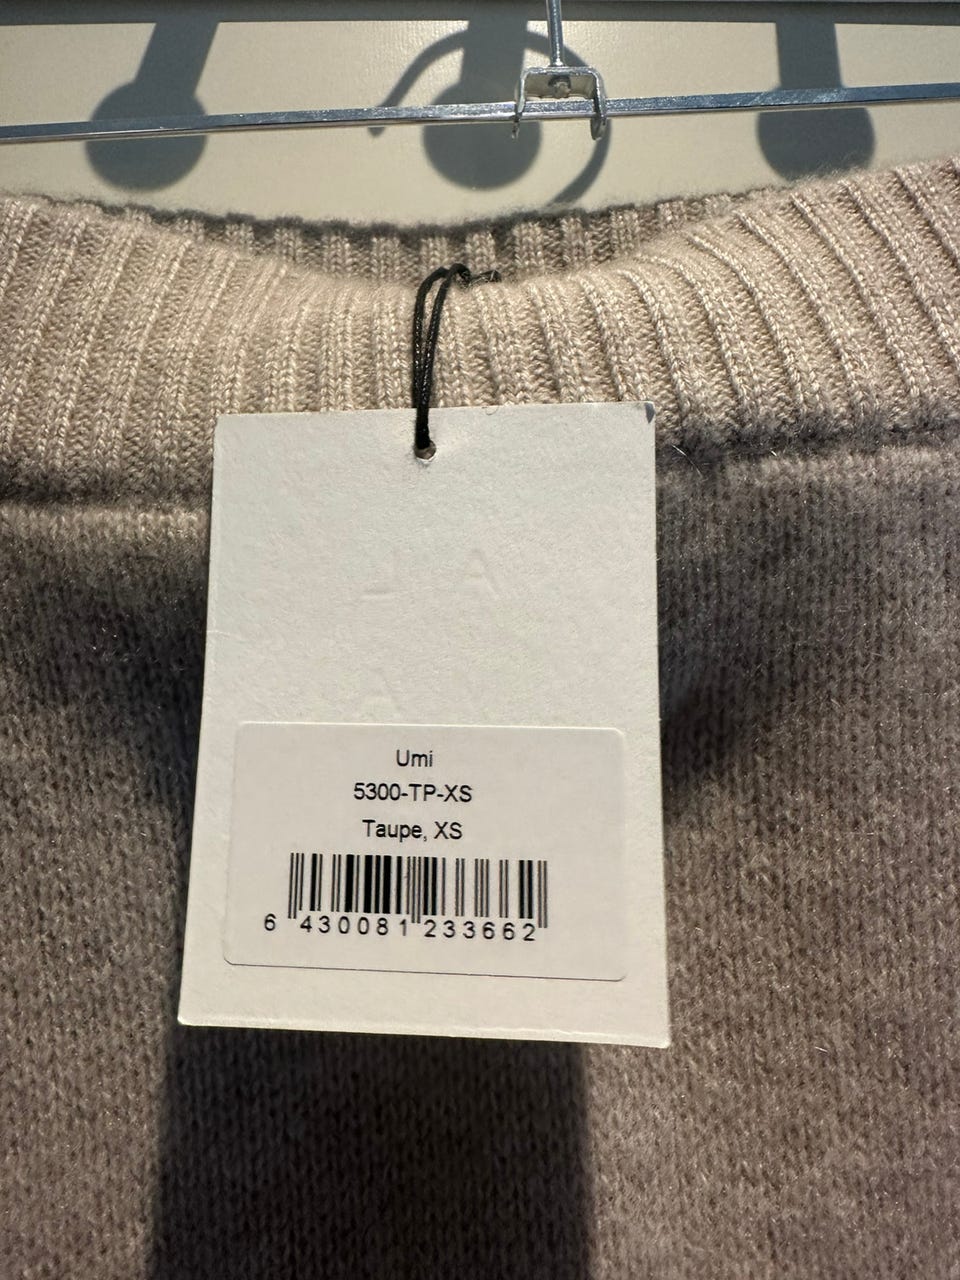 Umi
5300-TP-XS
Taupe, XS
6 430081 233662